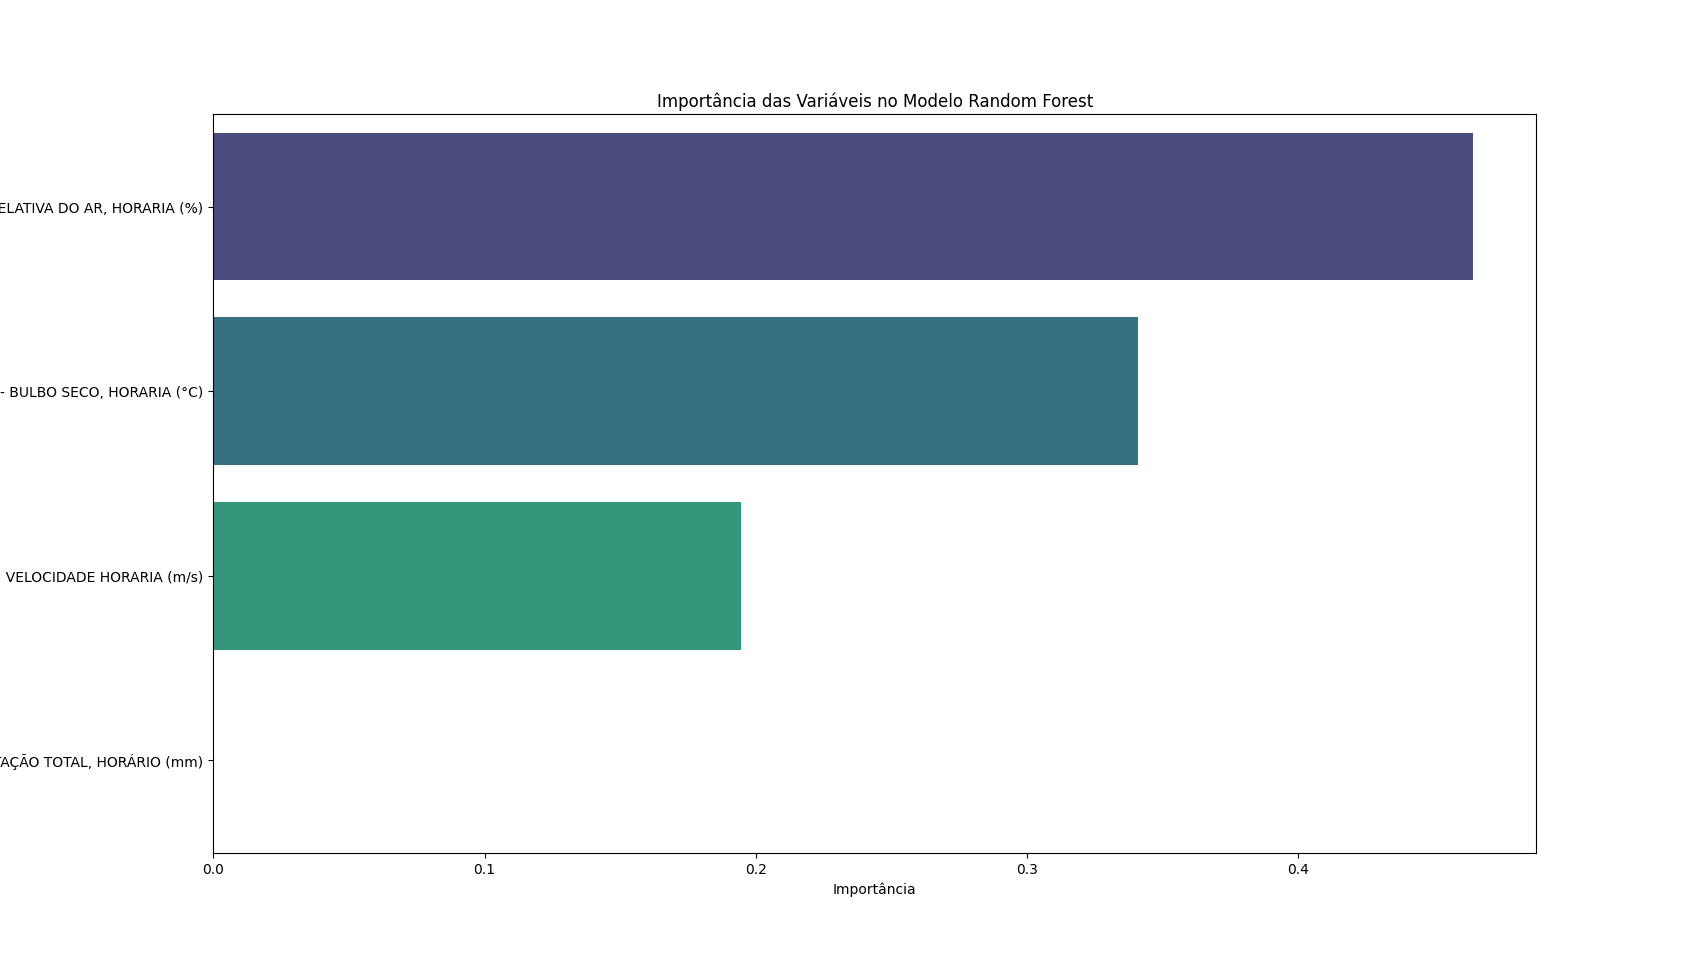 Importância das Variáveis no Modelo Random Forest
ELATIVA DO AR, HORARIA (%)
- BULBO SECO, HORARIA (°C)
VELOCIDADE HORARIA (m/s)
TAÇÃO TOTAL, HORÁRIO (mm)
0.0 0.1 0.2 0.3 0.4
Importância